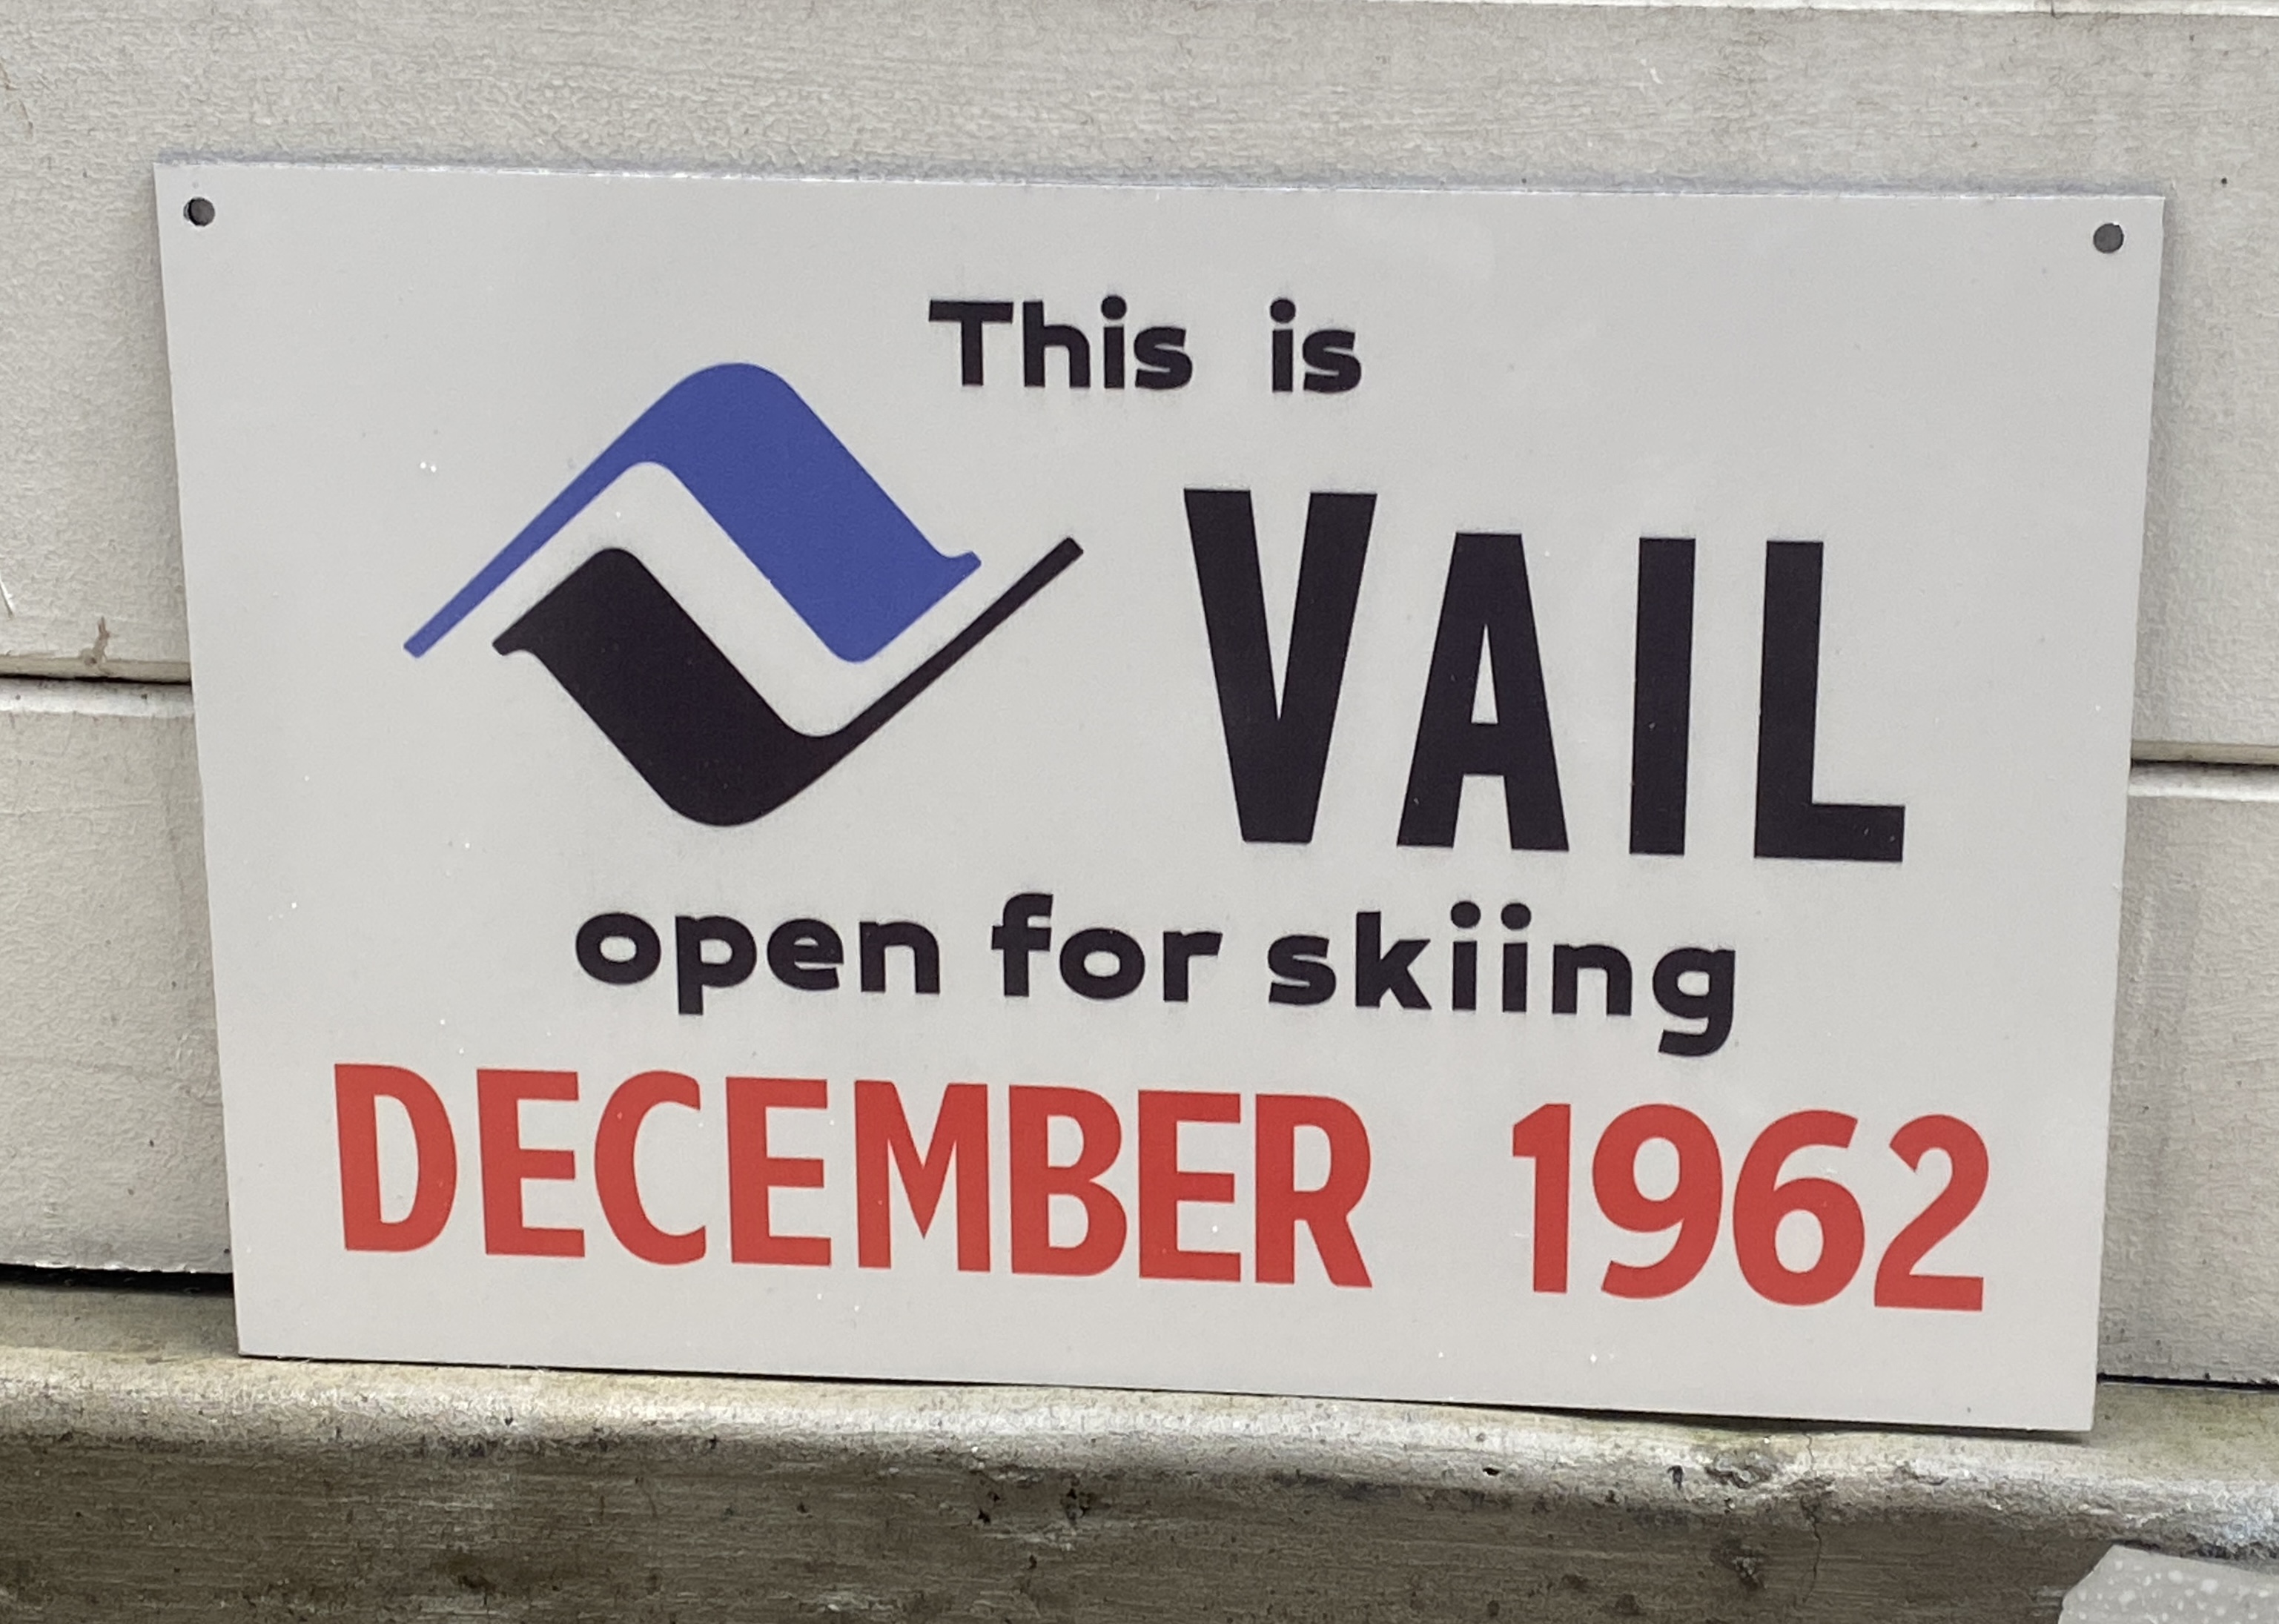 This is
VAIL
open for skiing
DECEMBER 1962